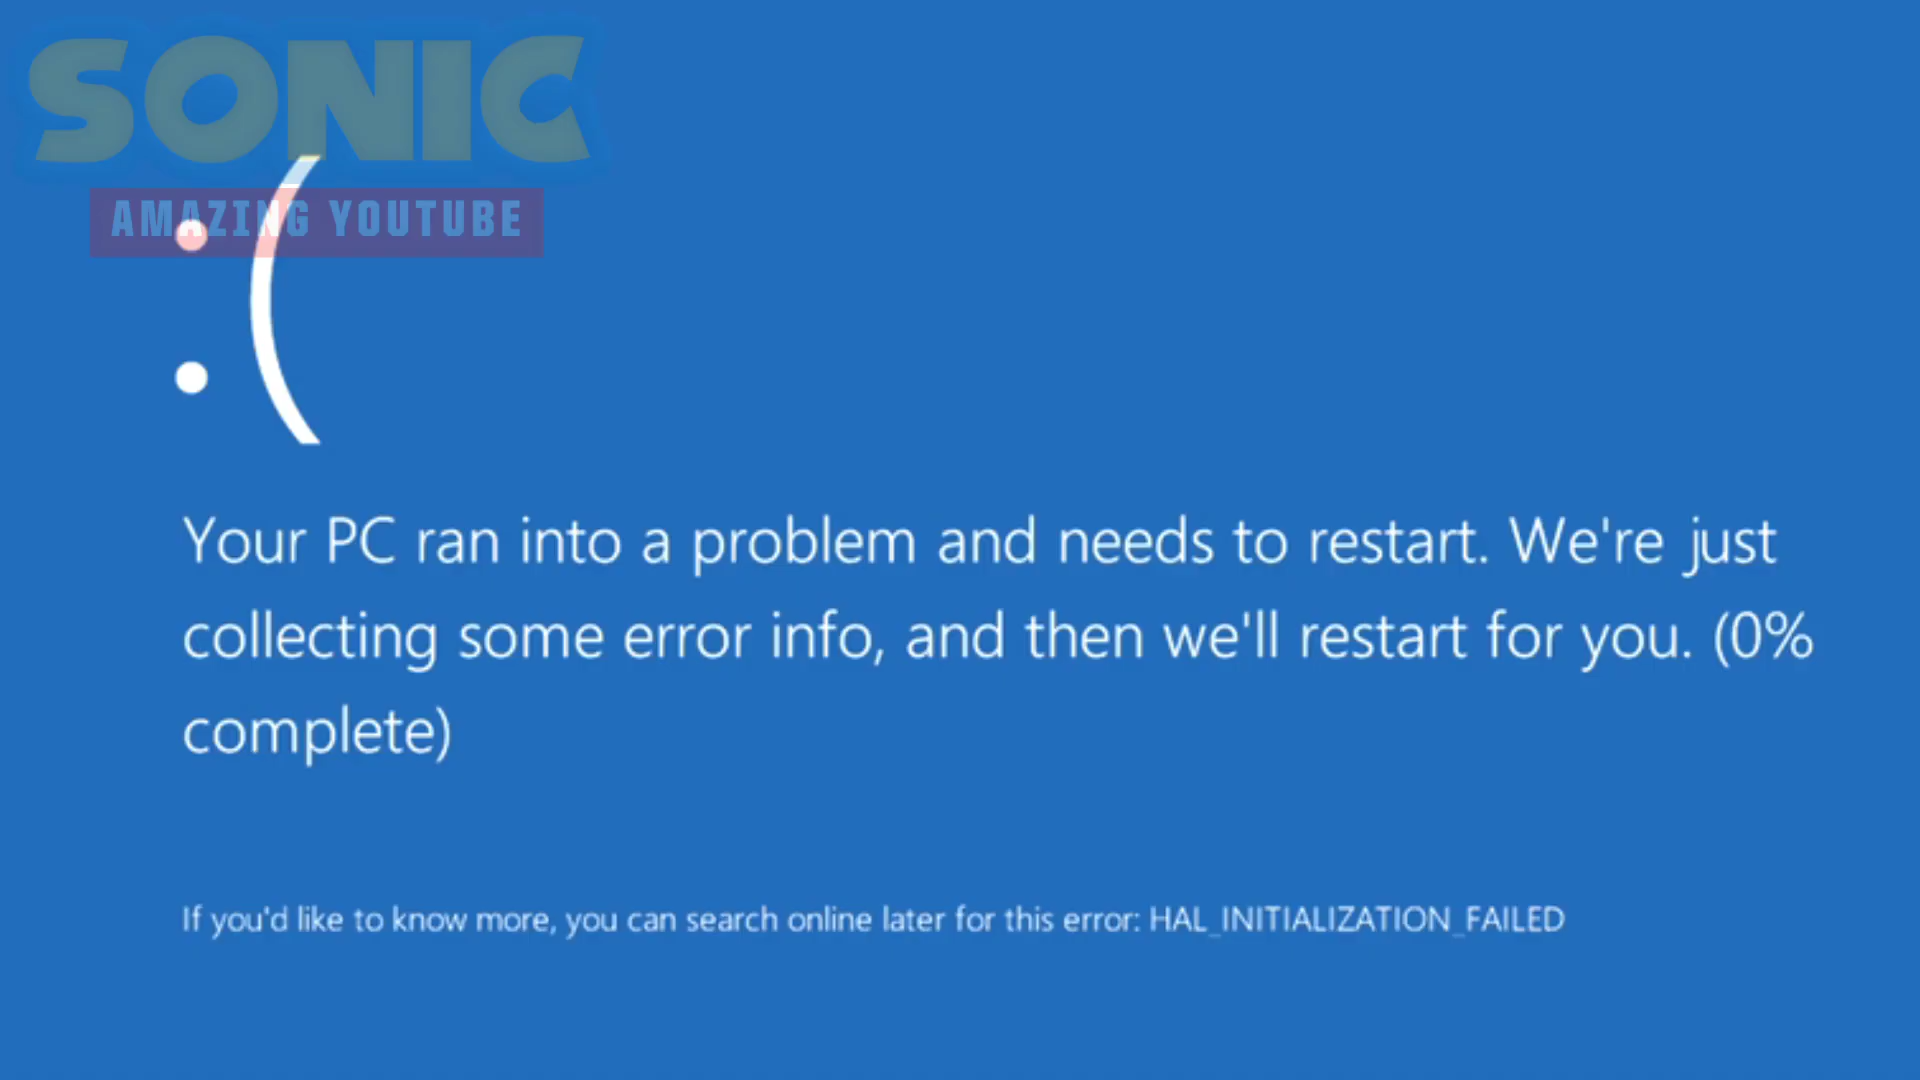 SONIC
AMAZING YOUTUBE
:(
Your PC ran into a problem and needs to restart. We're just
collecting some error info, and then we'll restart for you. (0%
complete)
If you'd like to know more, you can search online later for this error: HAL_INITIALIZATION_FAILED